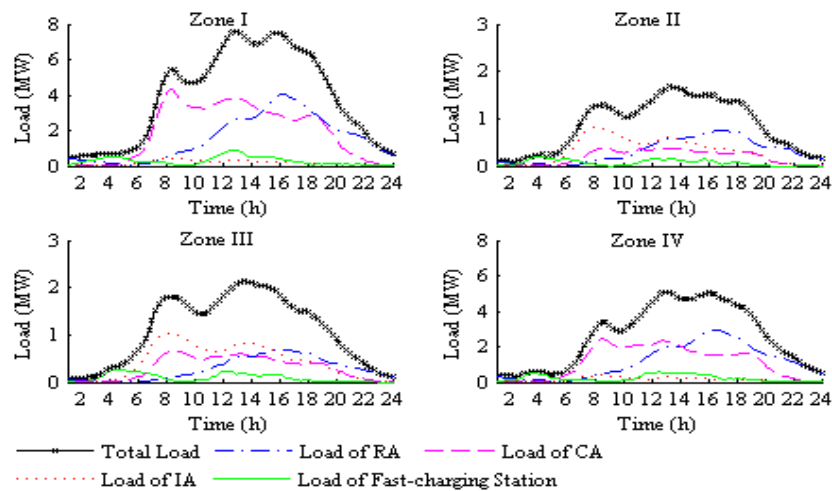 Zone I
Load (MW)
8
6
4
2
0
2 4 6 8 10 12 14 16 18 20 22 24
Time (h)
Zone II
Load (MW)
3
2
1
0
2 4 6 8 10 12 14 16 18 20 22 24
Time (h)
Zone III
Load (MW)
3
2
1
0
2 4 6 8 10 12 14 16 18 20 22 24
Time (h)
Zone IV
Load (MW)
8
6
4
2
0
2 4 6 8 10 12 14 16 18 20 22 24
Time (h)
Total Load Load of RA Load of CA
Load of IA Load of Fast-charging Station